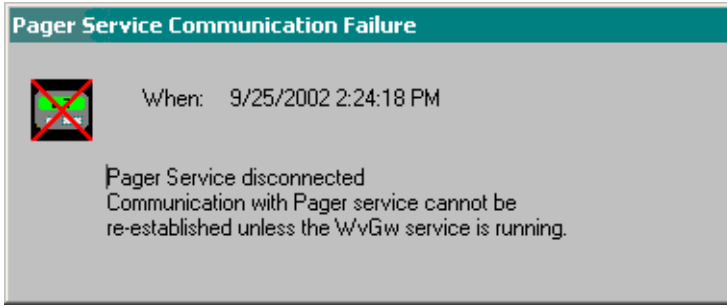 Pager Service Communication Failure
When: 9/25/2002 2:24:18 PM
Pager Service disconnected
Communication with Pager service cannot be
re-established unless the WvGw service is running.